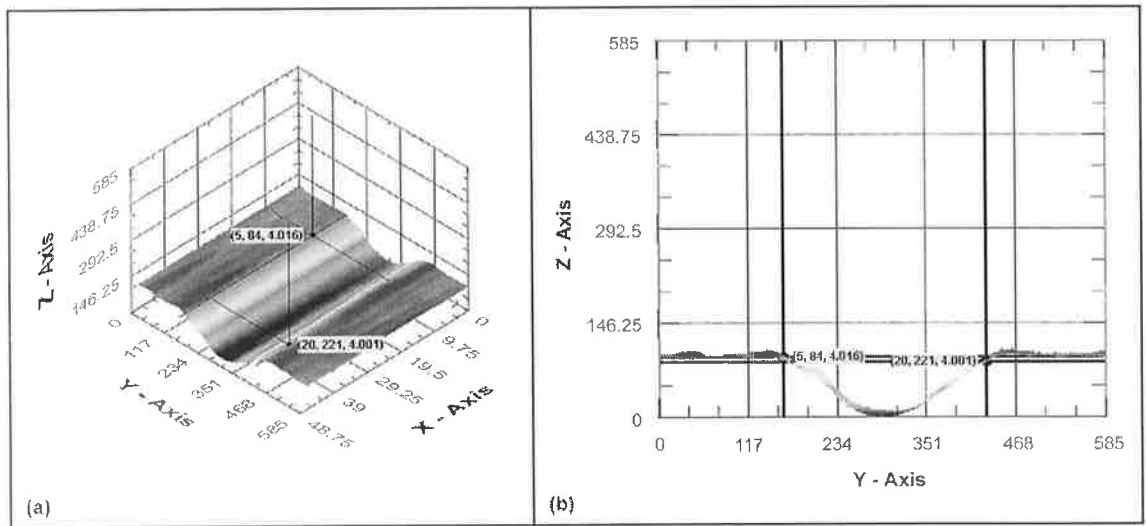 585
438.75
292.5
146.25
0
Z - Axis
(5, 84, 4.016)
(20, 221, 4.001)
117
234
351
468
585
Y - Axis
0
9.75
19.5
29.25
39
48.75
X - Axis
(a)
585
438.75
292.5
146.25
0
Z - Axis
(5, 84, 4.016)
(20, 221, 4.001)
0 117 234 351 468 585
Y - Axis
(b)